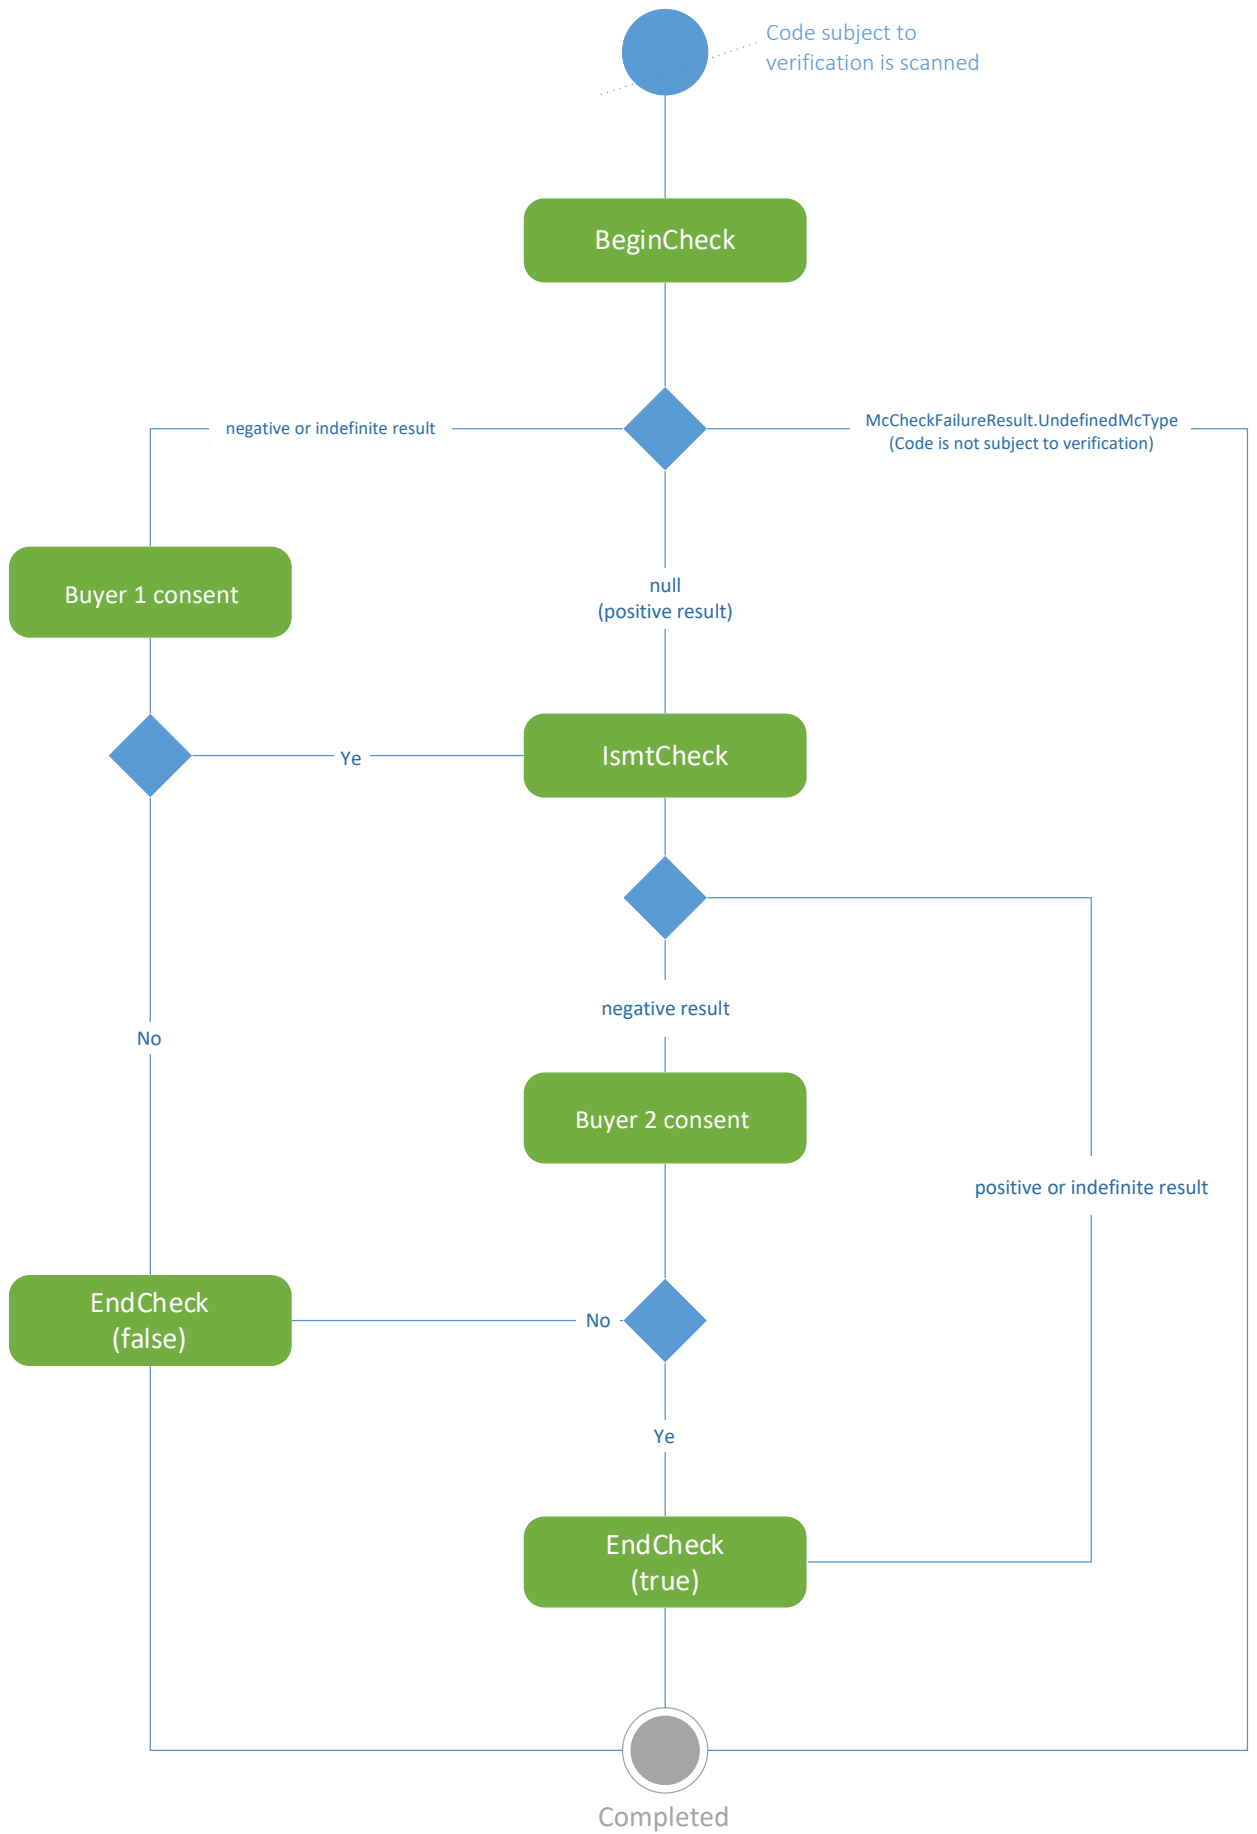 Code subject to
verification is scanned
BeginCheck
negative or indefinite result
McCheckFailureResult.UndefinedMcType
(Code is not subject to verification)
Buyer 1 consent
null
(positive result)
Ye
IsmtCheck
negative result
No
Buyer 2 consent
positive or indefinite result
EndCheck
(false)
No
Ye
EndCheck
(true)
Completed